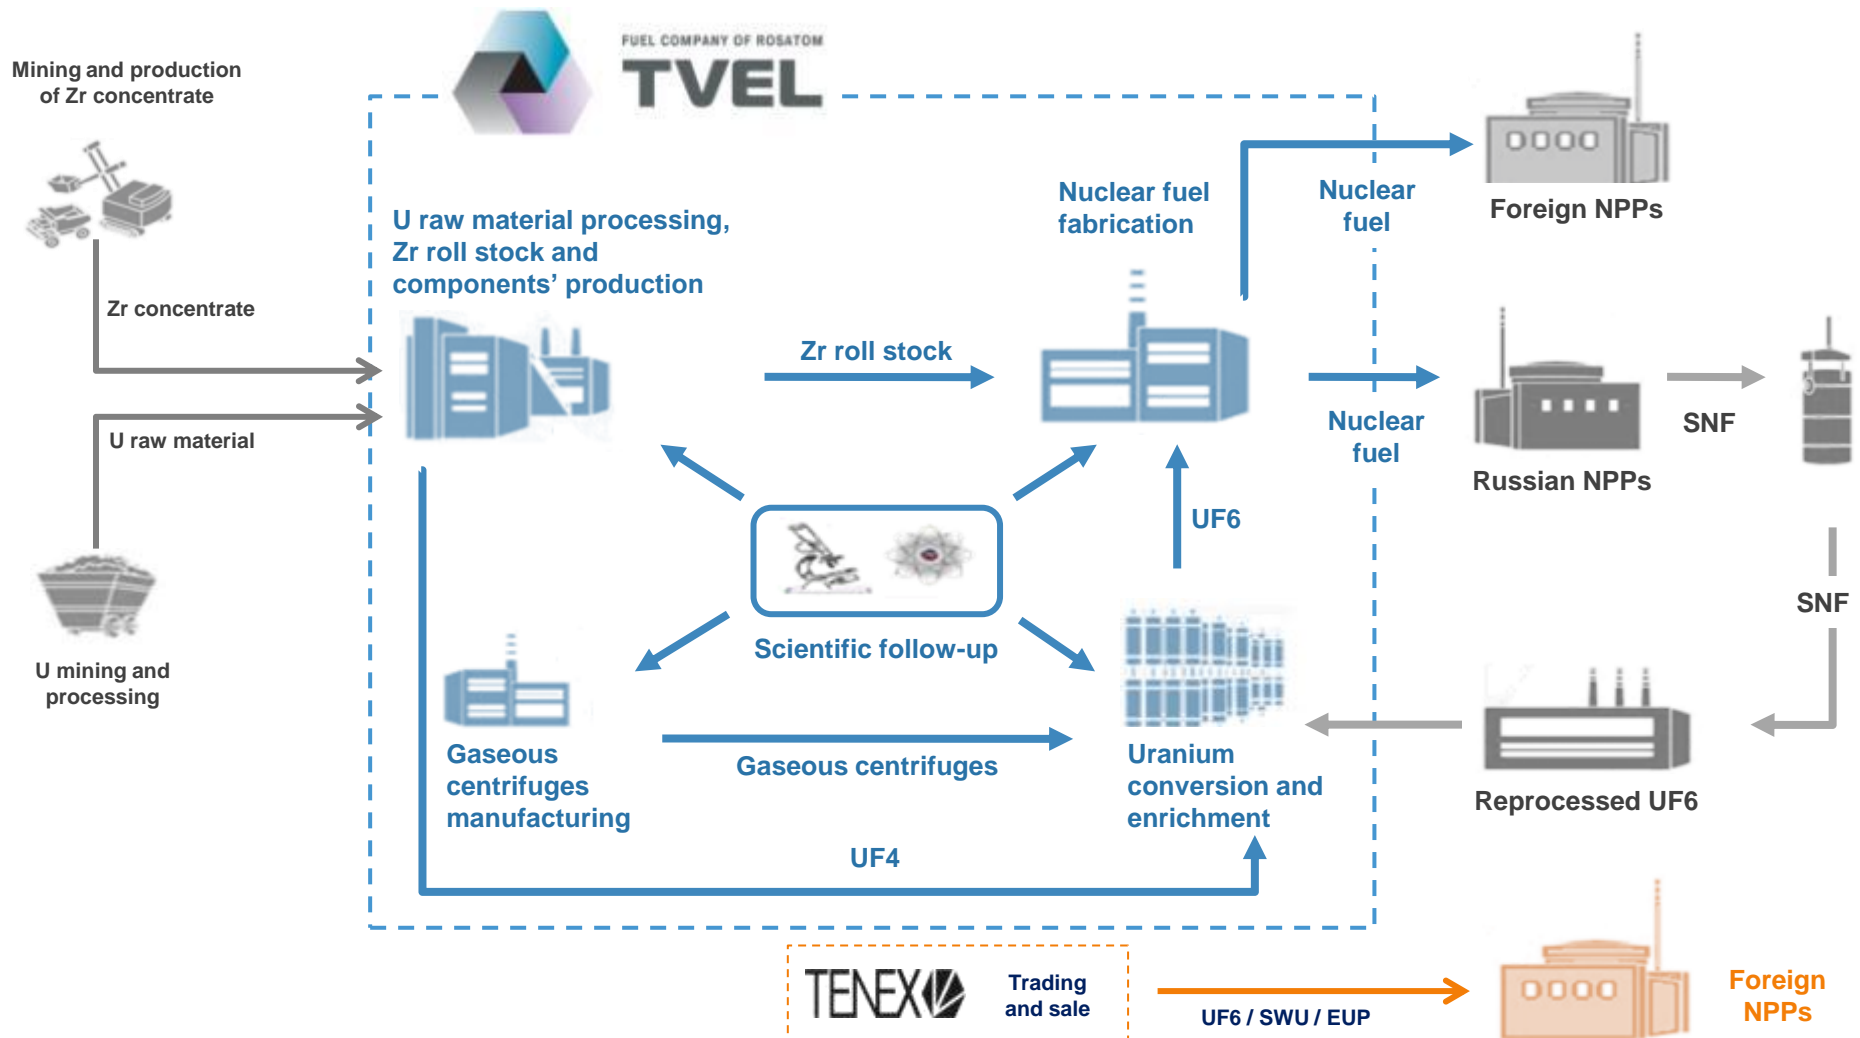 FUEL COMPANY OF ROSATOM
TVEL
Mining and production
of Zr concentrate
Zr concentrate
U raw material
U mining and
processing
U raw material processing,
Zr roll stock and
components’ production
Zr roll stock
Nuclear fuel
fabrication
Nuclear
fuel
Foreign NPPs
Nuclear
fuel
Russian NPPs
SNF
SNF
UF6
Scientific follow-up
Gaseous
centrifuges
manufacturing
Gaseous centrifuges
Uranium
conversion and
enrichment
Reprocessed UF6
UF4
TENEX
Trading
and sale
UF6 / SWU / EUP
Foreign
NPPs